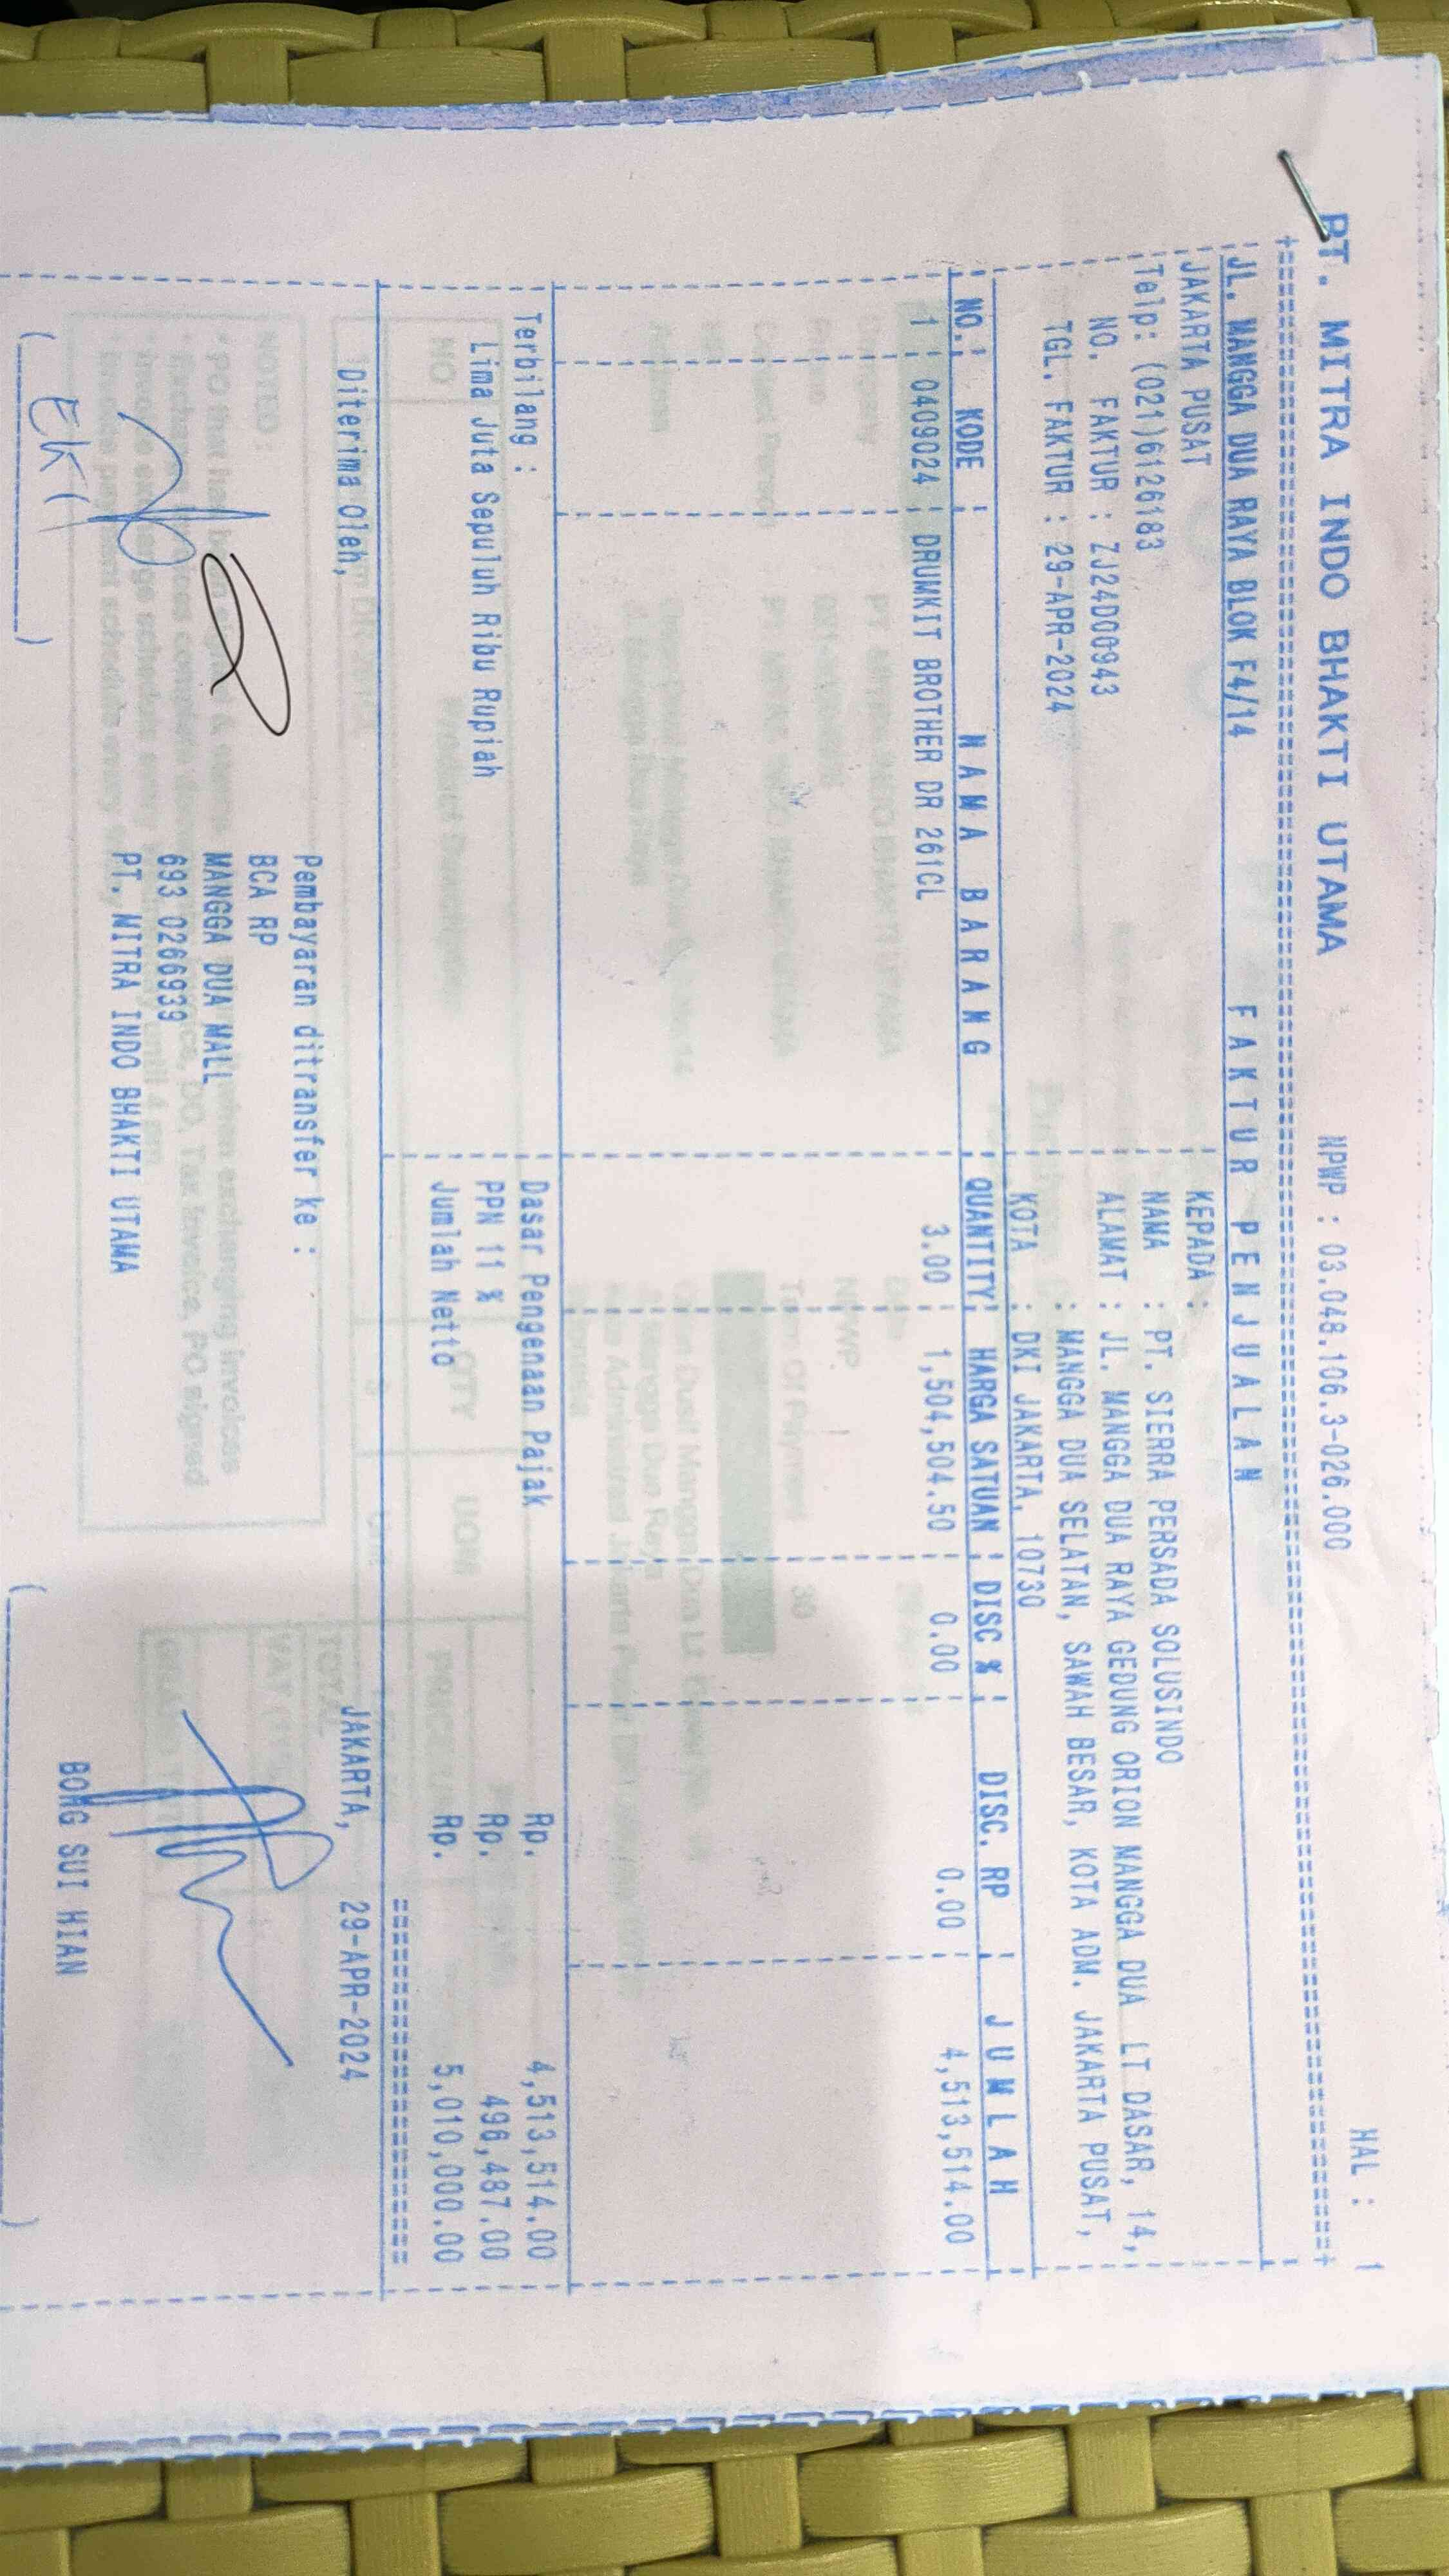 HAL : 1
PT. MITRA INDO BHAKTI UTAMA NPWP : 03.048.106.3-026.000
JL. MANGGA DUA RAYA BLOK F4/14 F A K T U R P E N J U A L A N
JAKARTA PUSAT KEPADA :
Telp: (021)6126183 NAMA : PT. SIERRA PERSADA SOLUSINDO
NO. FAKTUR : ZJ24D00943 ALAMAT : JL. MANGGA DUA RAYA GEDUNG ORION MANGGA DUA LT DASAR, 14,
TGL. FAKTUR : 29-APR-2024 : MANGGA DUA SELATAN, SAWAH BESAR, KOTA ADM. JAKARTA PUSAT,
KOTA : DKI JAKARTA, 10730
NO. KODE N A M A B A R A N G QUANTITY HARGA SATUAN DISC % DISC. RP J U M L A H
1 0409024 DRUMKIT BROTHER DR 261CL 3.00 1,504,504.50 0.00 0.00 4,513,514.00
Terbilang : Dasar Pengenaan Pajak Rp. 4,513,514.00
Lima Juta Sepuluh Ribu Rupiah PPN 11 % Rp. 496,487.00
Jumlah Netto Rp. 5,010,000.00
Diterima Oleh, JAKARTA, 29-APR-2024
Pembayaran ditransfer ke :
BCA RP
MANGGA DUA MALL
693 0266939
PT. MITRA INDO BHAKTI UTAMA
BONG SUI HIAN